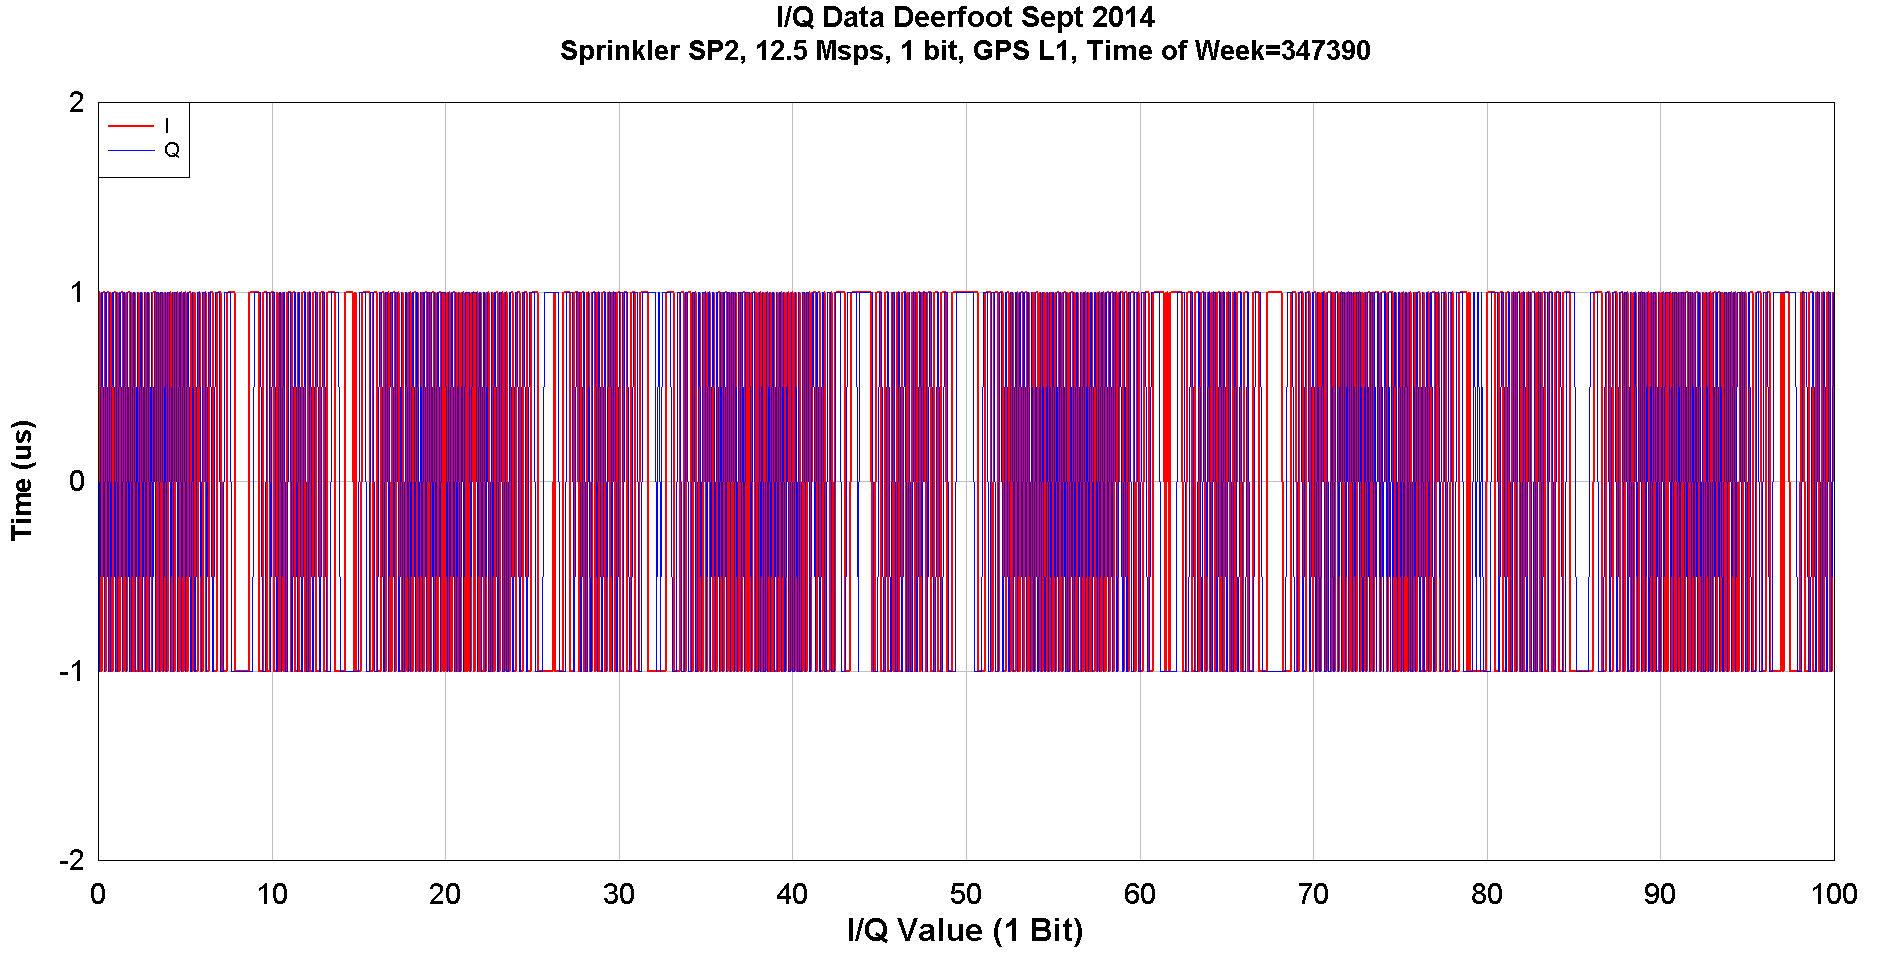 I/Q Data Deerfoot Sept 2014
Sprinkler SP2, 12.5 Msps, 1 bit, GPS L1, Time of Week=347390
I
Q
2
1
0
-1
-2
Time (us)
0 10 20 30 40 50 60 70 80 90 100
I/Q Value (1 Bit)